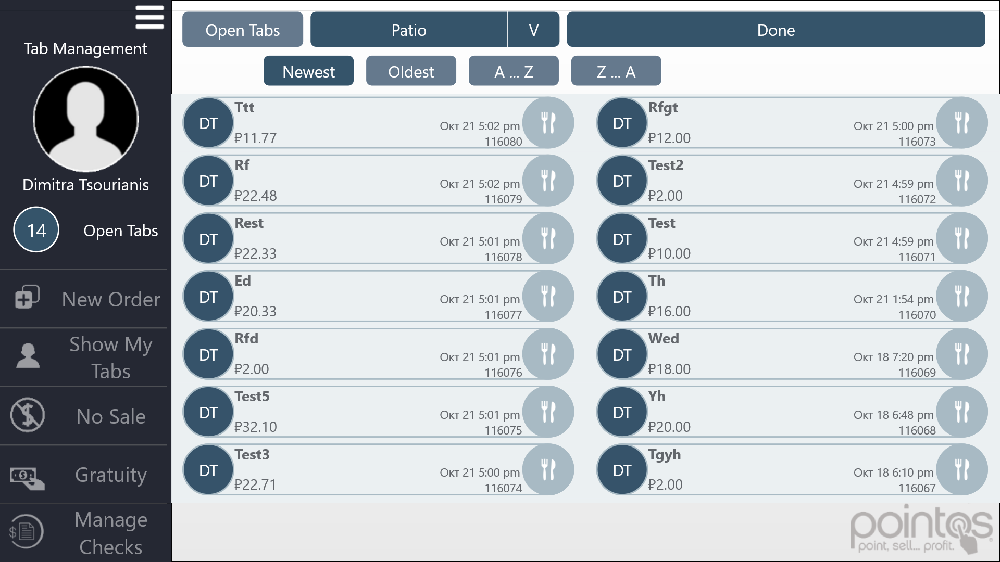 Tab Management
Dimitra Tsourianis
14 Open Tabs
New Order
Show My
Tabs
No Sale
Gratuity
Manage
Checks
Open Tabs Patio V Done
Newest Oldest A ... Z Z ... A
DT Ttt
Окт 21 5:02 pm
₽11.77 116080
DT Rfgt
Окт 21 5:00 pm
₽12.00 116073
DT Rf
Окт 21 5:02 pm
₽22.48 116079
DT Test2
Окт 21 4:59 pm
₽2.00 116072
DT Rest
Окт 21 5:01 pm
₽22.33 116078
DT Test
Окт 21 4:59 pm
₽10.00 116071
DT Ed
Окт 21 5:01 pm
₽20.33 116077
DT Th
Окт 21 1:54 pm
₽16.00 116070
DT Rfd
Окт 21 5:01 pm
₽2.00 116076
DT Wed
Окт 18 7:20 pm
₽18.00 116069
DT Test5
Окт 21 5:01 pm
₽32.10 116075
DT Yh
Окт 18 6:48 pm
₽20.00 116068
DT Test3
Окт 21 5:00 pm
₽22.71 116074
DT Tgyh
Окт 18 6:10 pm
₽2.00 116067
pointos
point, sell... profit.